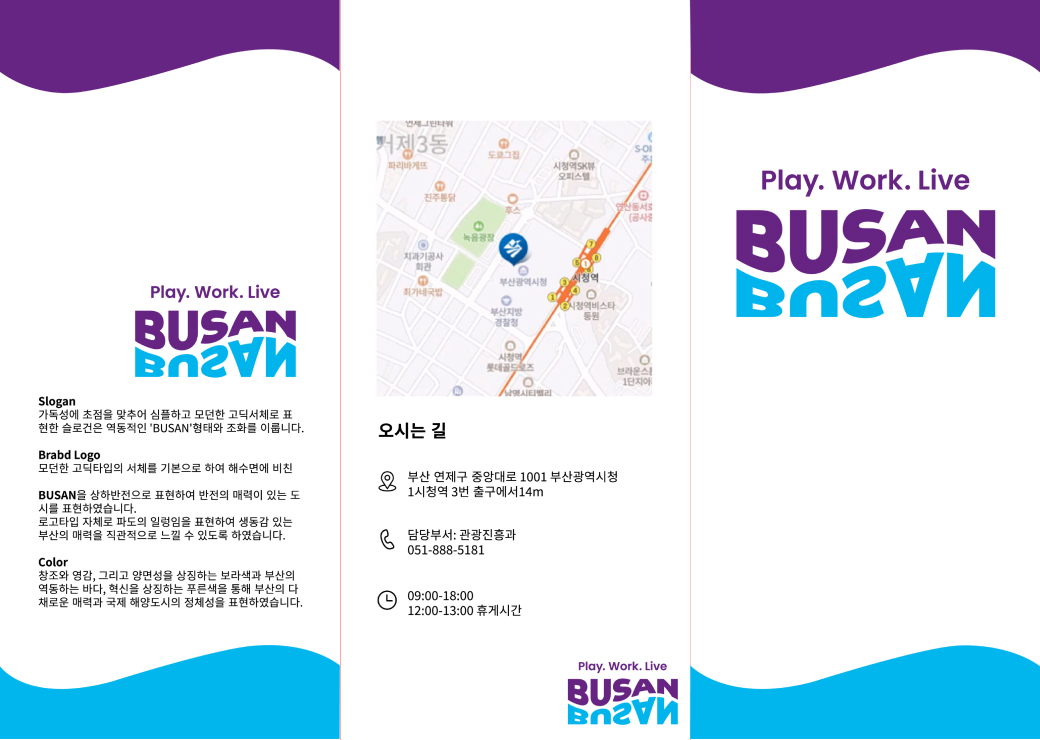 Play. Work. Live
BUSAN
BUSAN
Slogan
가독성에 초점을 맞추어 심플하고 모던한 고딕서체로 표
현한 슬로건은 역동적인 'BUSAN'형태와 조화를 이룹니다.
Brabd Logo
모던한 고딕타입의 서체를 기본으로 하여 해수면에 비친
BUSAN을 상하반전으로 표현하여 반전의 매력이 있는 도
시를 표현하였습니다.
로고타입 자체로 파도의 일렁임을 표현하여 생동감 있는
부산의 매력을 직관적으로 느낄 수 있도록 하였습니다.
Color
창조와 영감, 그리고 양면성을 상징하는 보라색과 부산의
역동하는 바다, 혁신을 상징하는 푸른색을 통해 부산의 다
채로운 매력과 국제 해양도시의 정체성을 표현하였습니다.
거제3동
파리바게뜨
도쿄그집
시청역SK뷰
오피스텔
진주통닭
후스
녹음광장
치과기공사
회관
부산광역시청
최가네국밥
시청역
부산지방
경찰청
시청역비스타
동원
시청역
롯데골드로즈
오시는 길
부산 연제구 중앙대로 1001 부산광역시청
1시청역 3번 출구에서14m
담당부서: 관광진흥과
051-888-5181
09:00-18:00
12:00-13:00 휴게시간
Play. Work. Live
BUSAN
BUSAN
Play. Work. Live
BUSAN
BUSAN